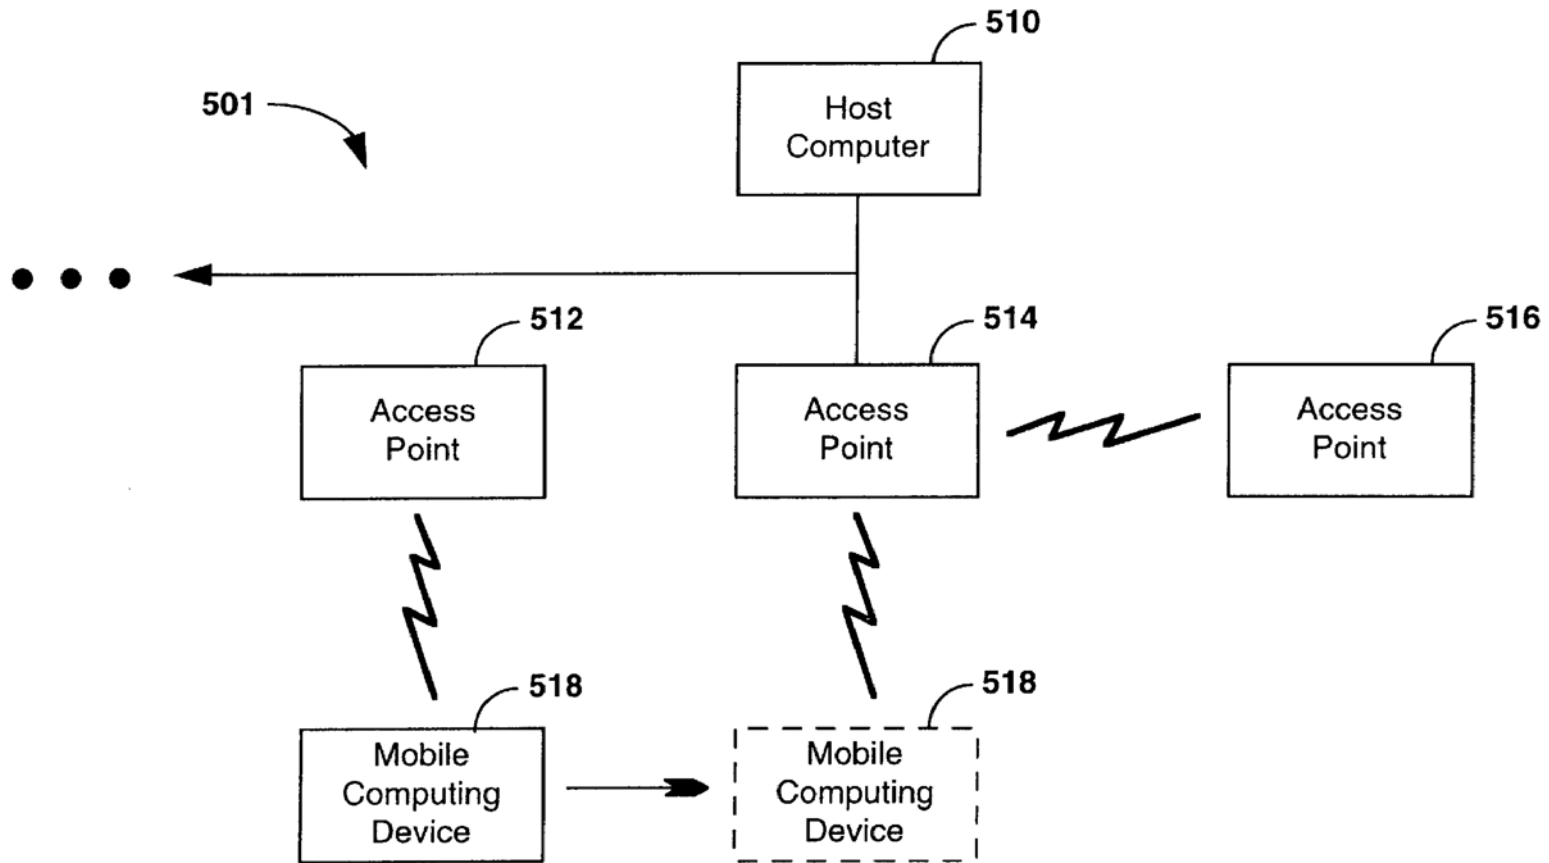 510
501
Host
Computer
512
514
516
Access
Point
Access
Point
Access
Point
518
518
Mobile
Computing
Device
Mobile
Computing
Device